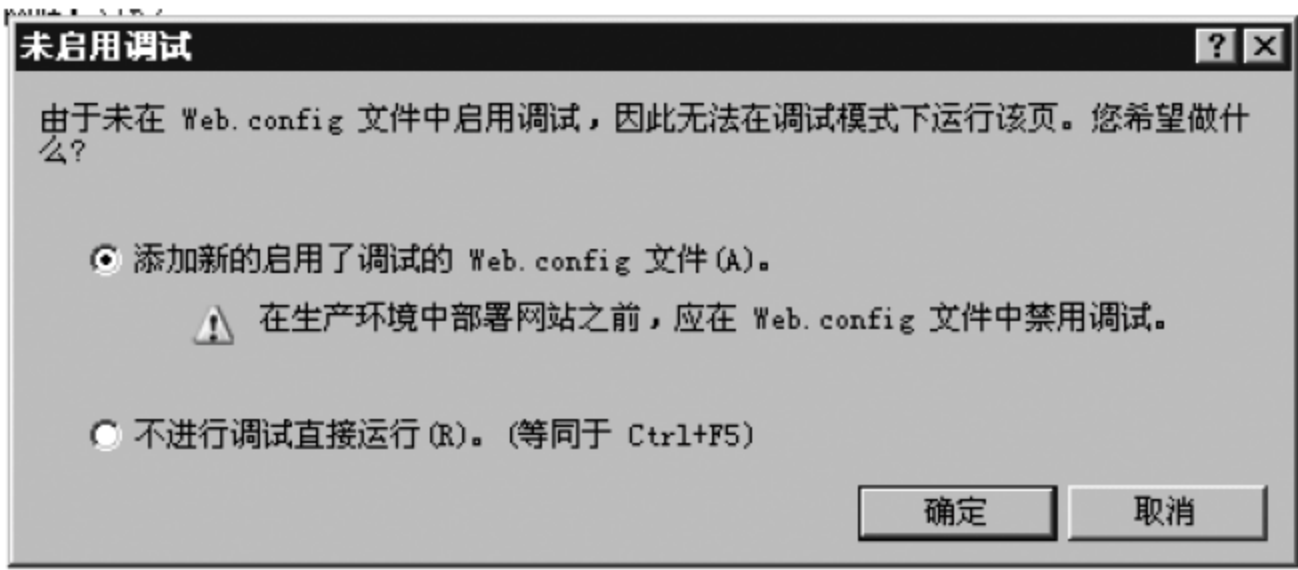 未启用调试
由于未在 Web.config 文件中启用调试，因此无法在调试模式下运行该页。您希望做什
么?
添加新的启用了调试的 Web.config 文件(A)。
在生产环境中部署网站之前，应在 Web.config 文件中禁用调试。
不进行调试直接运行(R)。(等同于 Ctrl+F5)
确定 取消